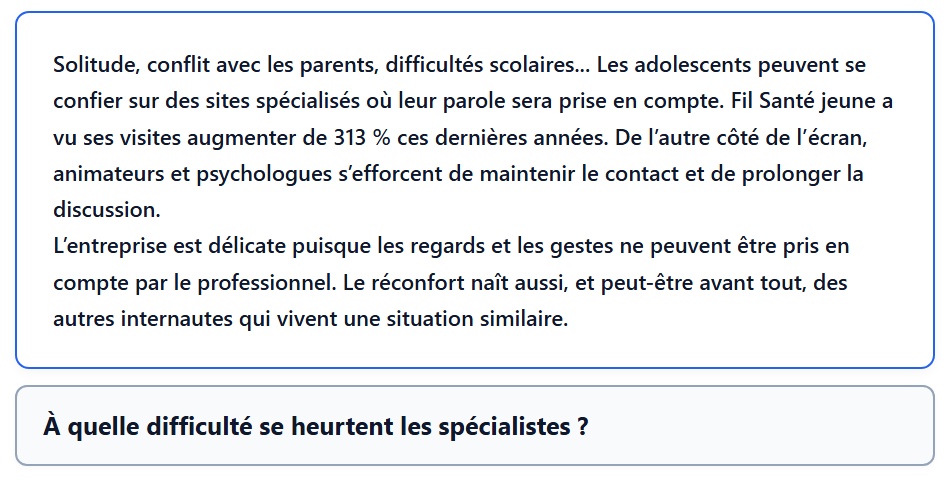 Solitude, conflit avec les parents, difficultés scolaires... Les adolescents peuvent se
confier sur des sites spécialisés où leur parole sera prise en compte. Fil Santé jeune a
vu ses visites augmenter de 313 % ces dernières années. De l’autre côté de l’écran,
animateurs et psychologues s’efforcent de maintenir le contact et de prolonger la
discussion.
L’entreprise est délicate puisque les regards et les gestes ne peuvent être pris en
compte par le professionnel. Le réconfort naît aussi, et peut-être avant tout, des
autres internautes qui vivent une situation similaire.
À quelle difficulté se heurtent les spécialistes ?